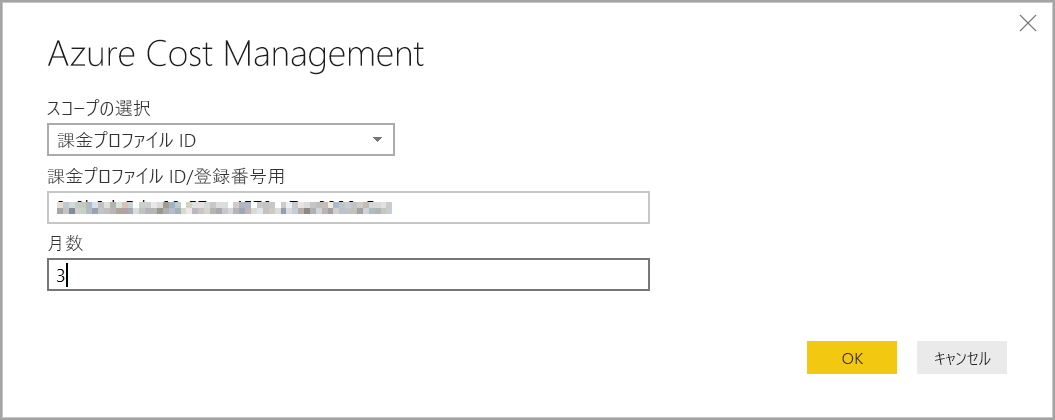 Azure Cost Management
スコープの選択
課金プロファイル ID
課金プロファイル ID/登録番号用
月数
3
OK
キャンセル